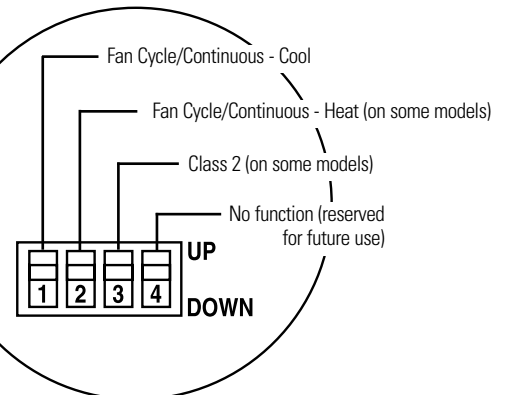 Fan Cycle/Continuous - Cool
Fan Cycle/Continuous - Heat (on some models)
Class 2 (on some models)
No function (reserved
for future use)
UP
1 2 3 4
DOWN